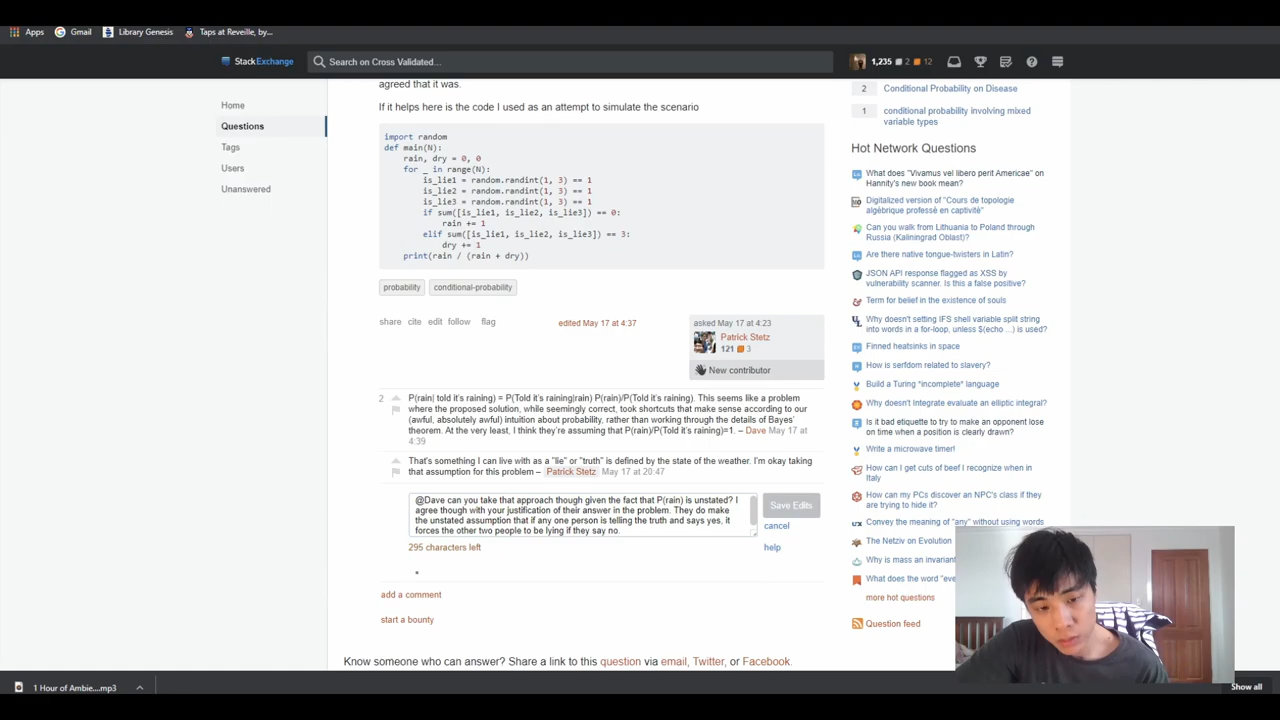 Apps Gmail Library Genesis Taps at Reveille, by...
StackExchange Search on Cross Validated... 1,235 2 12
Home
Questions
Tags
Users
Unanswered
agreed that it was.
If it helps here is the code I used as an attempt to simulate the scenario
import random
def main(N):
    rain, dry = 0, 0
    for _ in range(N):
        is_lie1 = random.randint(1, 3) == 1
        is_lie2 = random.randint(1, 3) == 1
        is_lie3 = random.randint(1, 3) == 1
        if sum([is_lie1, is_lie2, is_lie3]) == 0:
            rain += 1
        elif sum([is_lie1, is_lie2, is_lie3]) == 3:
            dry += 1
    print(rain / (rain + dry))
probability conditional-probability
share cite edit follow flag
edited May 17 at 4:37
asked May 17 at 4:23
Patrick Stetz
121 3
New contributor
2 P(rain| told it's raining) = P(Told it's raining|rain) P(rain)/P(Told it's raining). This seems like a problem
where the proposed solution, while seemingly correct, took shortcuts that make sense according to our
(awful, absolutely awful) intuition about probability, rather than working through the details of Bayes'
theorem. At the very least, I think they're assuming that P(rain)/P(Told it's raining)=1. – Dave May 17 at
4:39
That's something I can live with as a "lie" or "truth" is defined by the state of the weather. I'm okay taking
that assumption for this problem – Patrick Stetz May 17 at 20:47
@Dave can you take that approach though given the fact that P(rain) is unstated? I
agree though with your justification of their answer in the problem. They do make
the unstated assumption that if any one person is telling the truth and says yes, it
forces the other two people to be lying if they say no.
Save Edits
cancel
295 characters left
help
add a comment
start a bounty
Know someone who can answer? Share a link to this question via email, Twitter, or Facebook.
2 Conditional Probability on Disease
1 conditional probability involving mixed
variable types
Hot Network Questions
What does "Vivamus vel libero perit Americae" on
Hannity's new book mean?
Digitalized version of "Cours de topologie
algèbrique professé en captivité"
Can you walk from Lithuania to Poland through
Russia (Kaliningrad Oblast)?
Are there native tongue-twisters in Latin?
JSON API response flagged as XSS by
vulnerability scanner. Is this a false positive?
Term for belief in the existence of souls
Why doesn't setting IFS shell variable split string
into words in a for-loop, unless $(echo ...) is used?
Finned heatsinks in space
How is serfdom related to slavery?
Build a Turing *incomplete* language
Why doesn't Integrate evaluate an elliptic integral?
Is it bad etiquette to try to make an opponent lose
on time when a position is clearly drawn?
Write a microwave timer!
How can I get cuts of beef I recognize when in
Italy
How can my PCs discover an NPC's class if they
are trying to hide it?
Convey the meaning of "any" without using words
The Netziv on Evolution
Why is mass an invariant
What does the word "eve
more hot questions
Question feed
1 Hour of Ambie....mp3
Show all